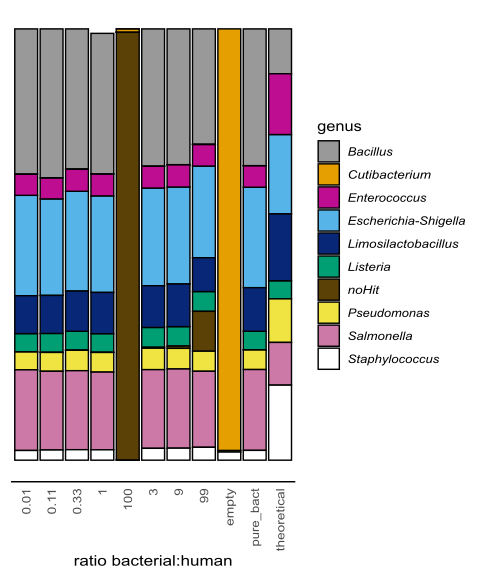 genus
Bacillus
Cutibacterium
Enterococcus
Escherichia-Shigella
Limosilactobacillus
Listeria
noHit
Pseudomonas
Salmonella
Staphylococcus
0.01
0.11
0.33
1
100
3
9
99
empty
pure_bact
theoretical
ratio bacterial:human